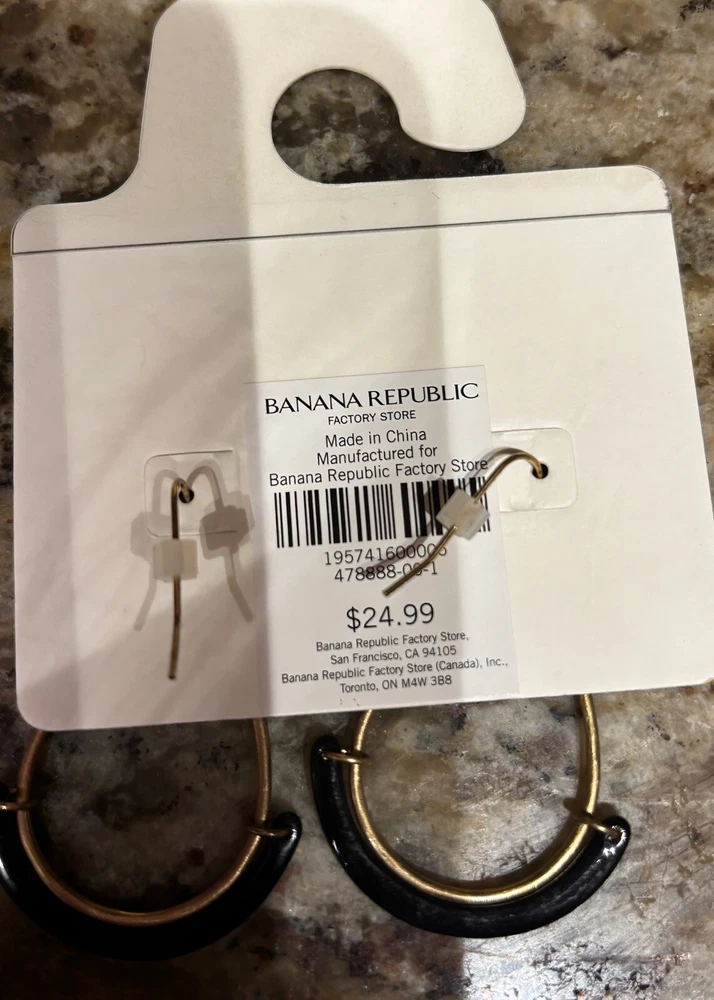 BANANA REPUBLIC
FACTORY STORE
Made in China
Manufactured for
Banana Republic Factory Store
$24.99
Banana Republic Factory Store,
San Francisco, CA 94105
Banana Republic Factory Store (Canada), Inc.,
Toronto, ON M4W 3B8